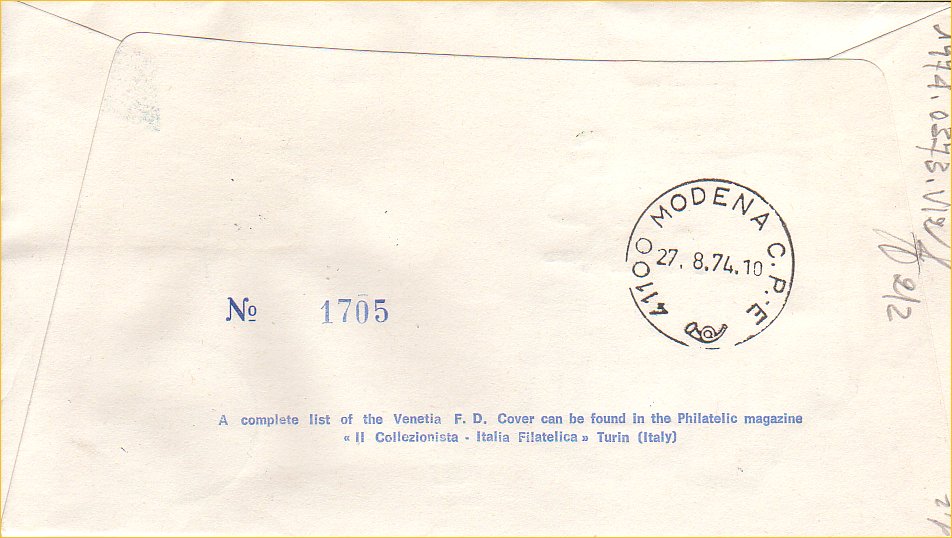 41100 MODENA C.P.E
27. 8.74.10
Nº 1705
A complete list of the Venetia F. D. Cover can be found in the Philatelic magazine
« Il Collezionista - Italia Filatelica » Turin (Italy)
212